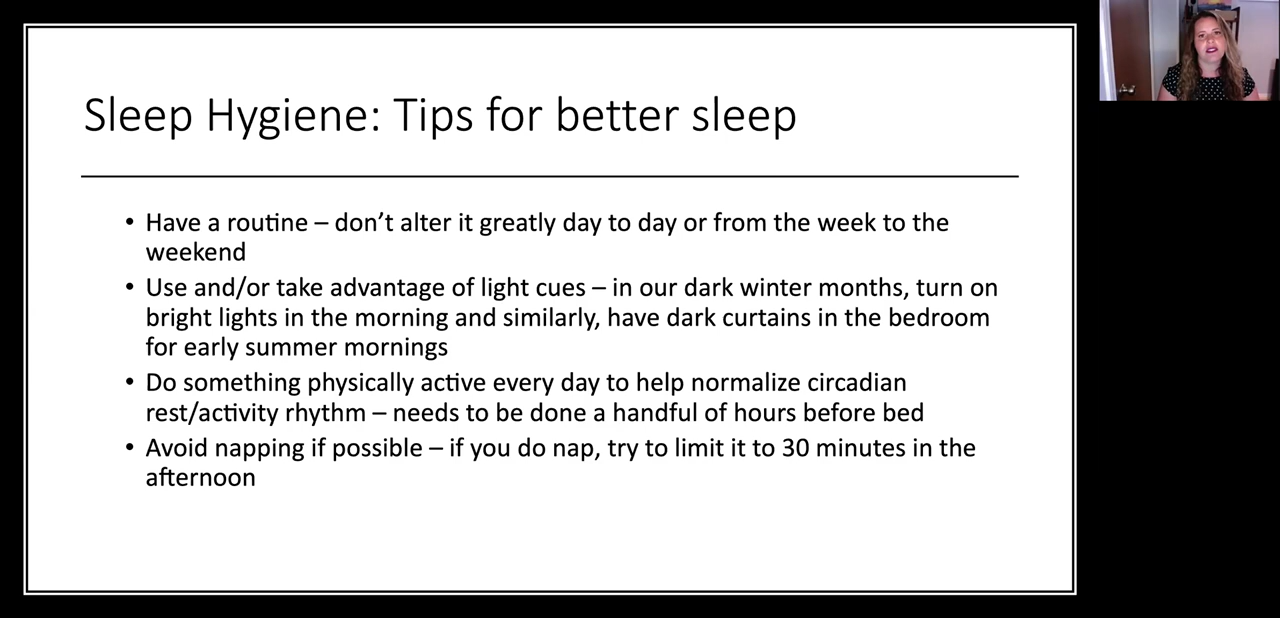 Sleep Hygiene: Tips for better sleep
• Have a routine – don’t alter it greatly day to day or from the week to the
weekend
• Use and/or take advantage of light cues – in our dark winter months, turn on
bright lights in the morning and similarly, have dark curtains in the bedroom
for early summer mornings
• Do something physically active every day to help normalize circadian
rest/activity rhythm – needs to be done a handful of hours before bed
• Avoid napping if possible – if you do nap, try to limit it to 30 minutes in the
afternoon